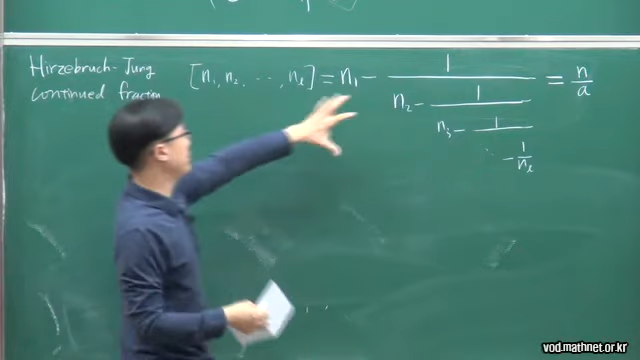 Hirzebruch-Jung
continued fraction
[n₁, n₂, ⋯, nℓ] = n₁ - 1/(n₂ - 1/(n₃ - 1/(⋱ - 1/nℓ))) = n/a
vod.mathnet.or.kr